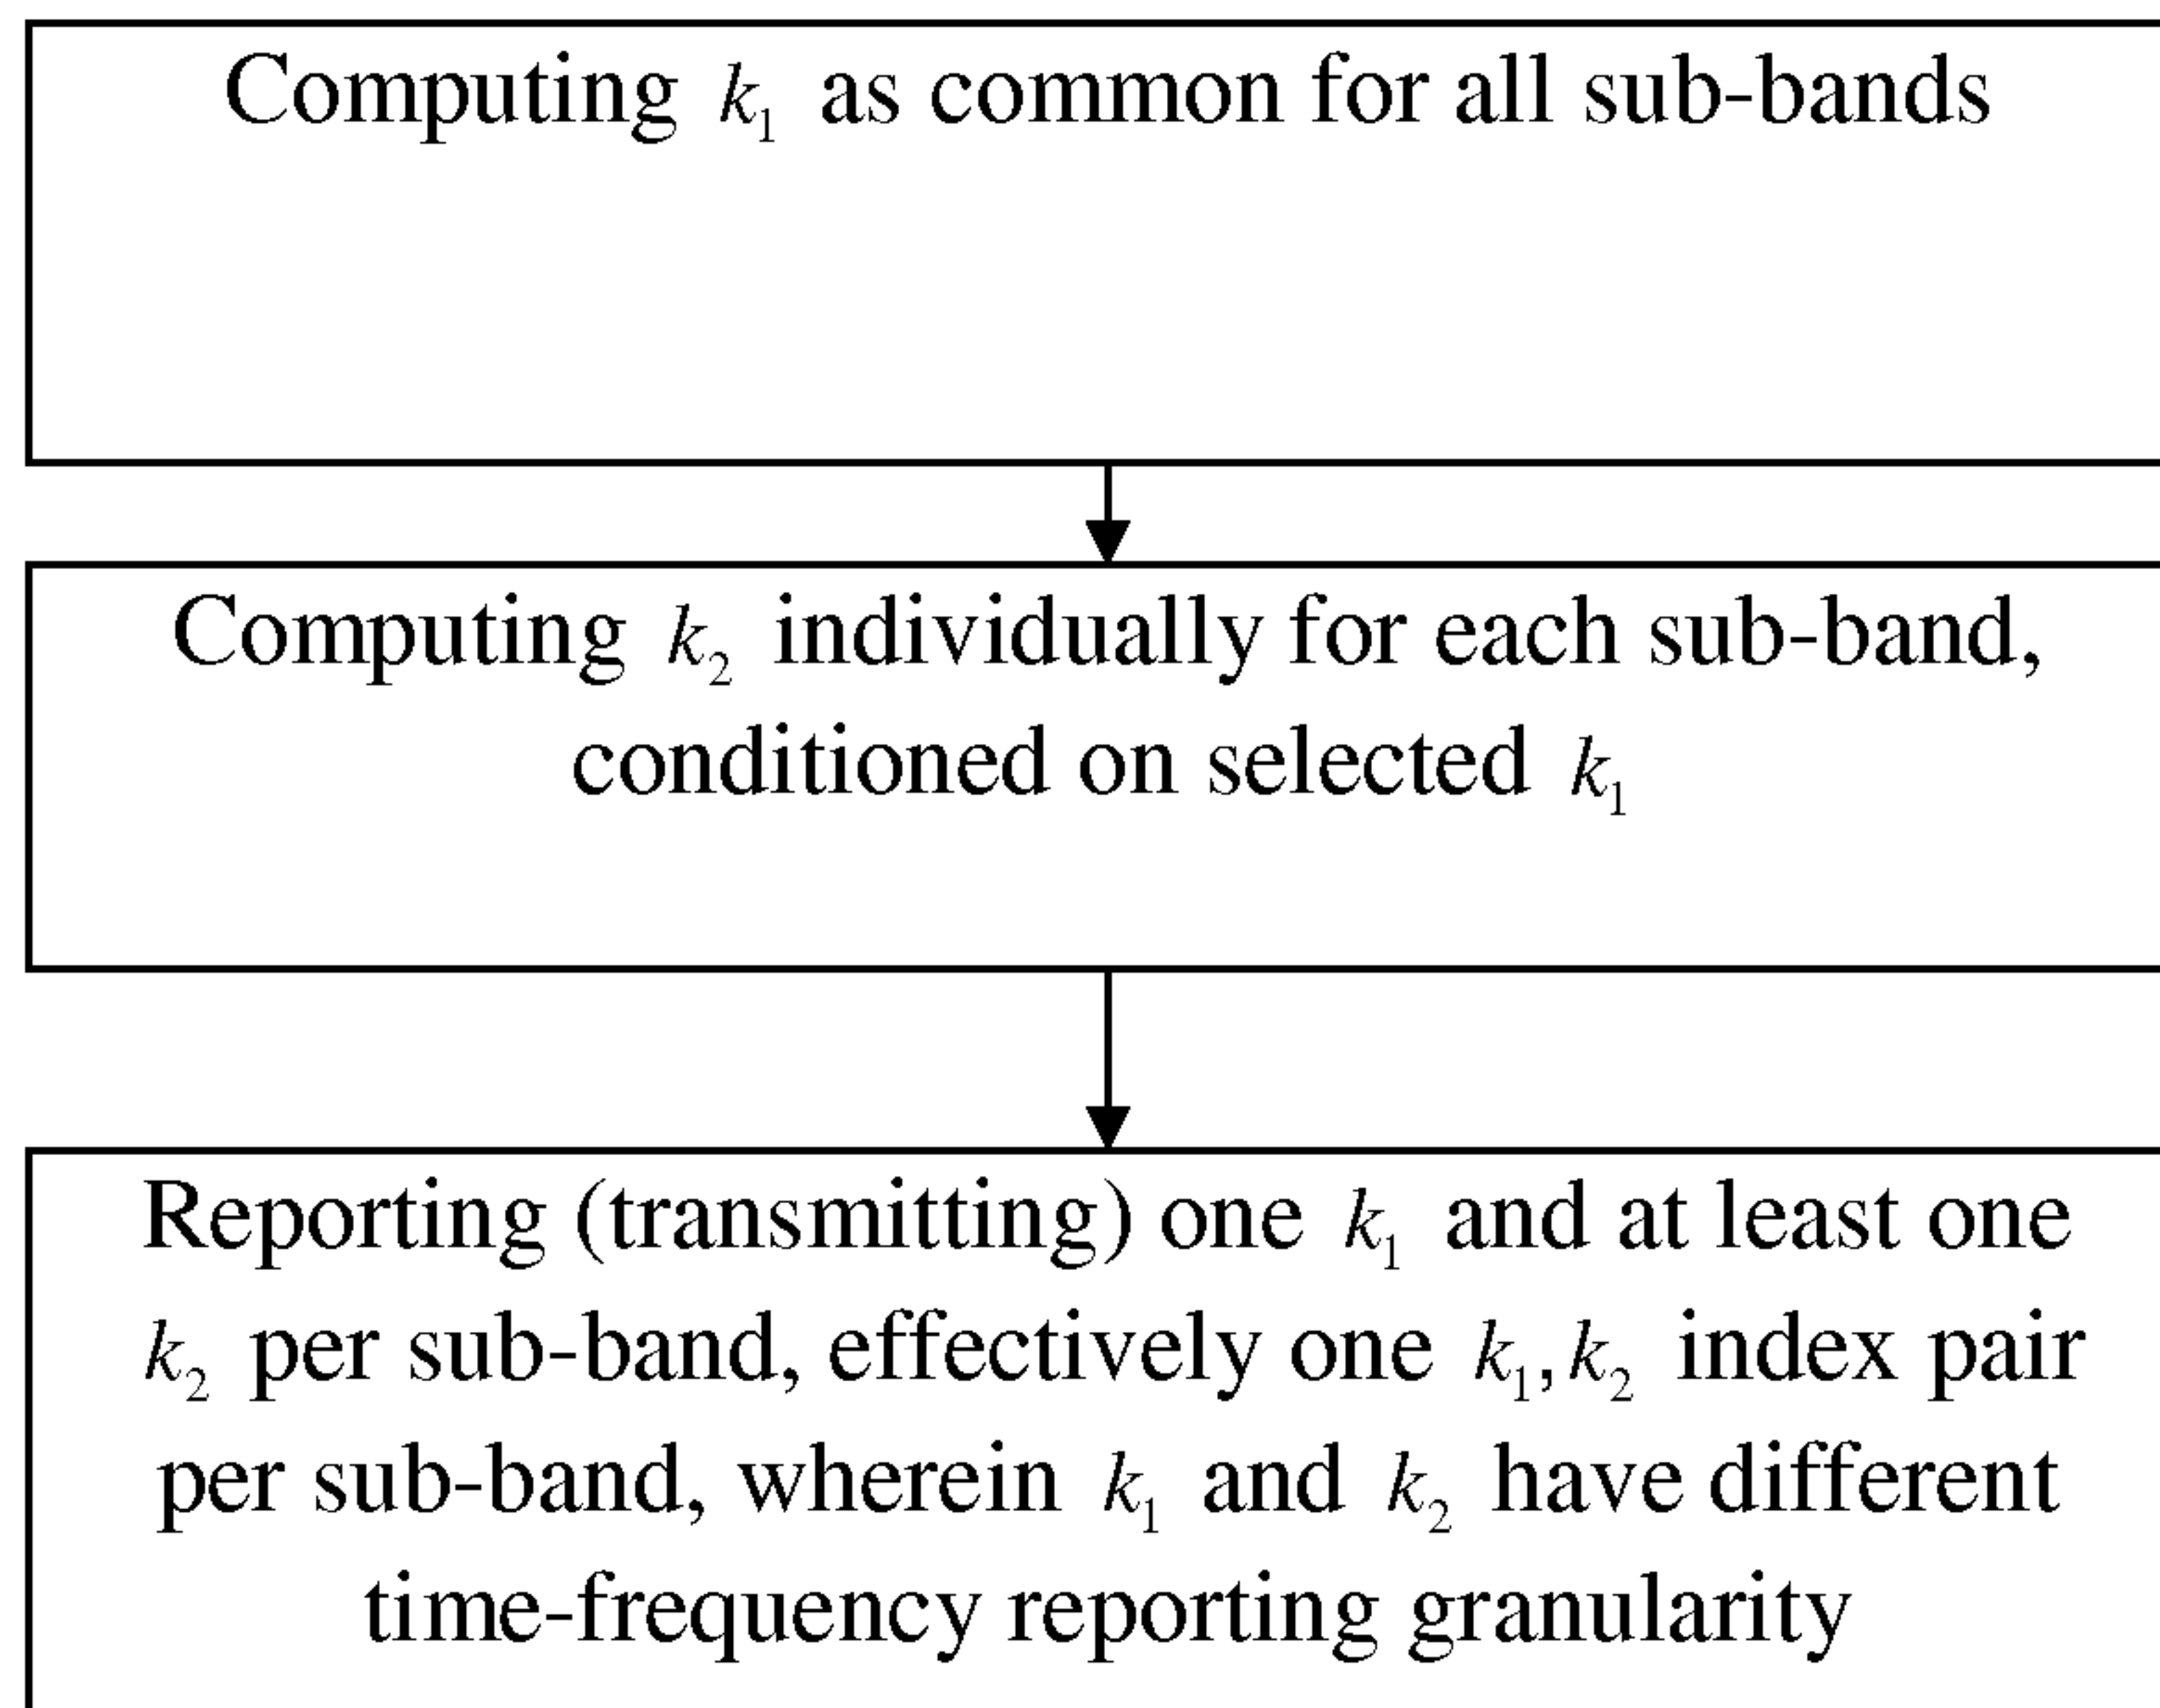 Computing k₁ as common for all sub-bands
Computing k₂ individually for each sub-band,
conditioned on selected k₁
Reporting (transmitting) one k₁ and at least one
k₂ per sub-band, effectively one k₁,k₂ index pair
per sub-band, wherein k₁ and k₂ have different
time-frequency reporting granularity